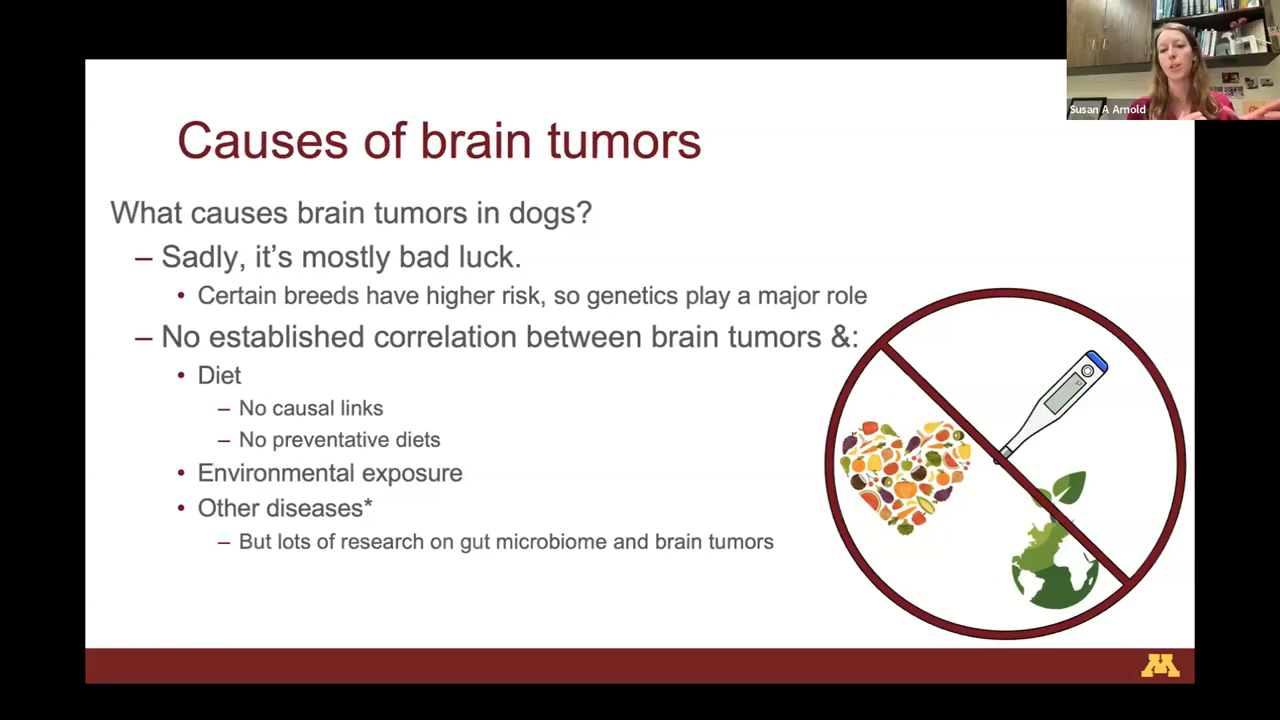 Susan A Arnold
Causes of brain tumors
What causes brain tumors in dogs?
– Sadly, it's mostly bad luck.
• Certain breeds have higher risk, so genetics play a major role
– No established correlation between brain tumors &:
• Diet
– No causal links
– No preventative diets
• Environmental exposure
• Other diseases*
– But lots of research on gut microbiome and brain tumors
M